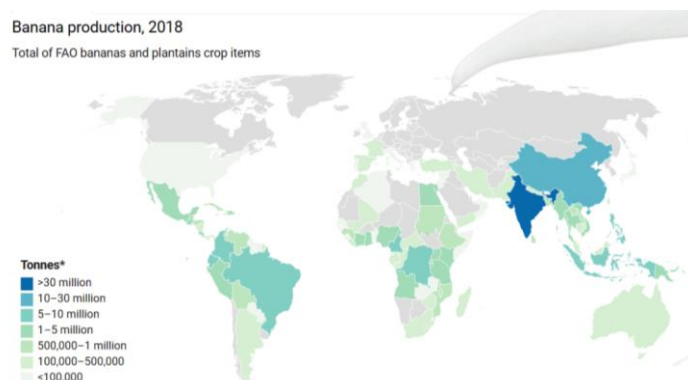 Banana production, 2018
Total of FAO bananas and plantains crop items
Tonnes*
>30 million
10–30 million
5–10 million
1–5 million
500,000–1 million
100,000–500,000
<100,000